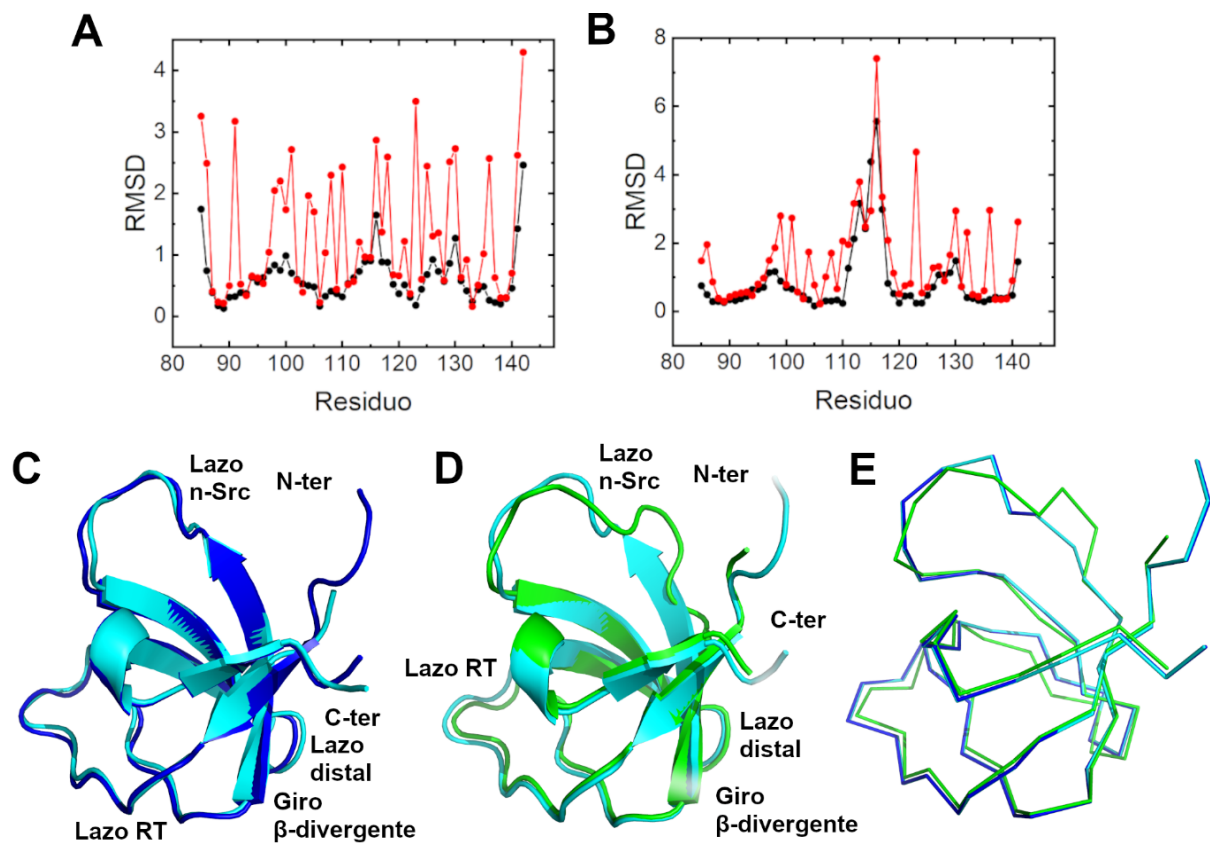 A
4
3
2
1
0
RMSD
80 90 100 110 120 130 140
Residuo
B
8
6
4
2
0
RMSD
80 90 100 110 120 130 140
Residuo
C
Lazo
n-Src
N-ter
C-ter
Lazo
distal
Giro
β-divergente
Lazo RT
D
Lazo
n-Src
N-ter
C-ter
Lazo RT
Lazo
distal
Giro
β-divergente
E